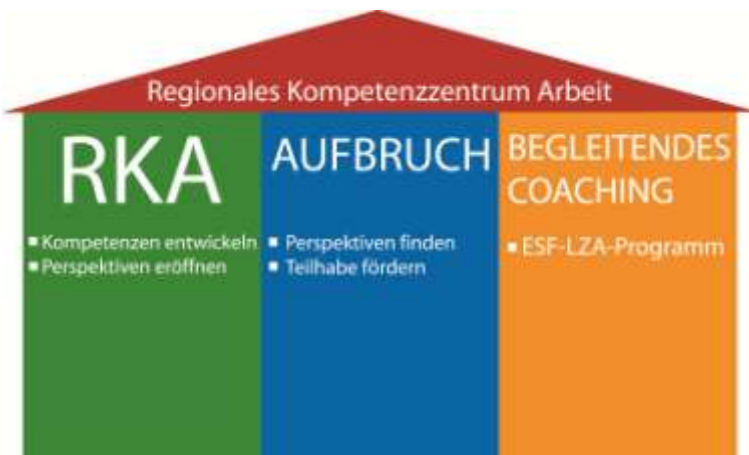 Regionales Kompetenzzentrum Arbeit
RKA
▪ Kompetenzen entwickeln
▪ Perspektiven eröffnen
AUFBRUCH
▪ Perspektiven finden
▪ Teilhabe fördern
BEGLEITENDES
COACHING
▪ ESF-LZA-Programm